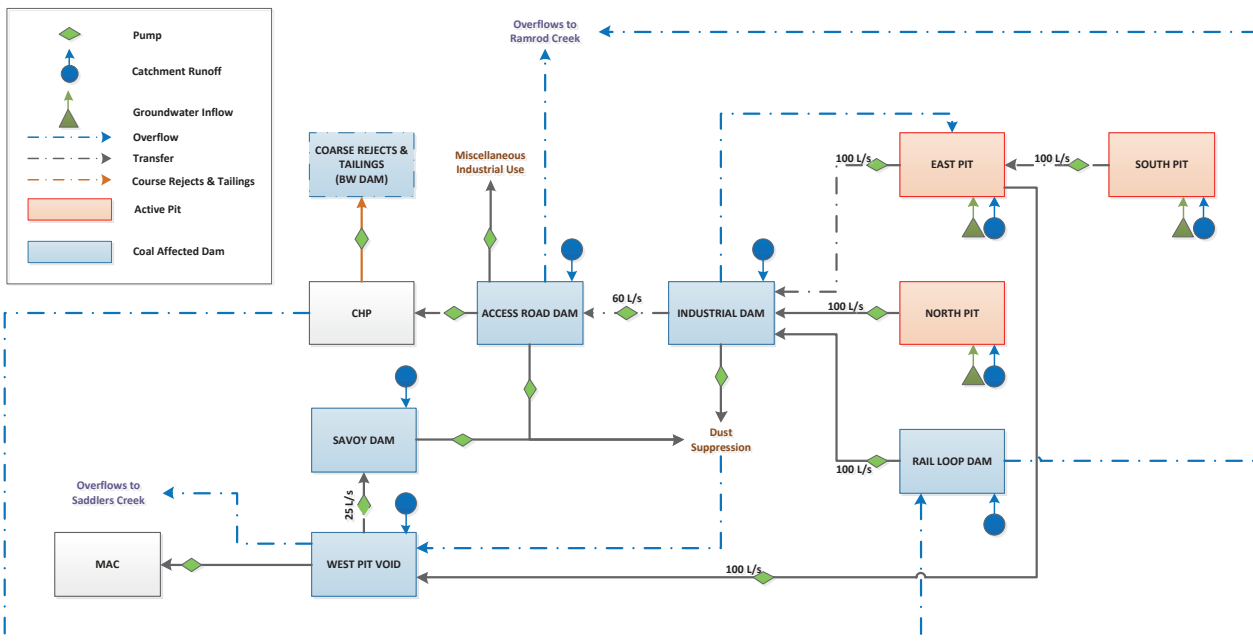 Pump
Catchment Runoff
Groundwater Inflow
Overflow
Transfer
Course Rejects & Tailings
Active Pit
Coal Affected Dam
Overflows to
Ramrod Creek
COARSE REJECTS &
TAILINGS
(BW DAM)
Miscellaneous
Industrial Use
100 L/s
EAST PIT
100 L/s
SOUTH PIT
CHP
ACCESS ROAD DAM
60 L/s
INDUSTRIAL DAM
100 L/s
NORTH PIT
SAVOY DAM
Dust
Suppression
100 L/s
RAIL LOOP DAM
Overflows to
Saddlers Creek
25 L/s
MAC
WEST PIT VOID
100 L/s